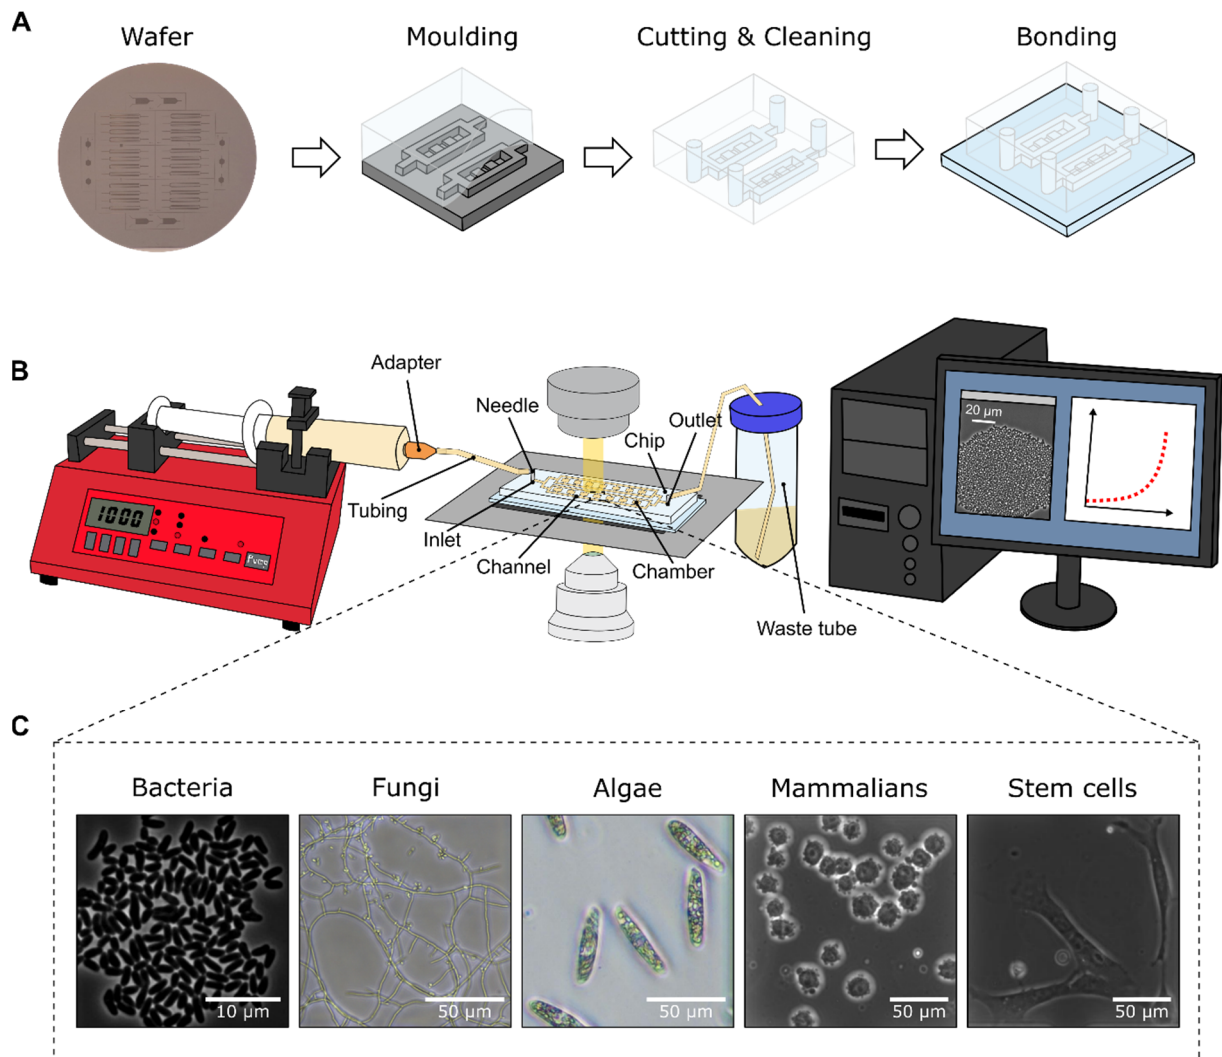 A
Wafer
Moulding
Cutting & Cleaning
Bonding
B
Adapter
Needle
Outlet
Chip
Tubing
Inlet
Channel
Chamber
Waste tube
1000
Pump
20 µm
C
Bacteria
Fungi
Algae
Mammalians
Stem cells
10 µm
50 µm
50 µm
50 µm
50 µm